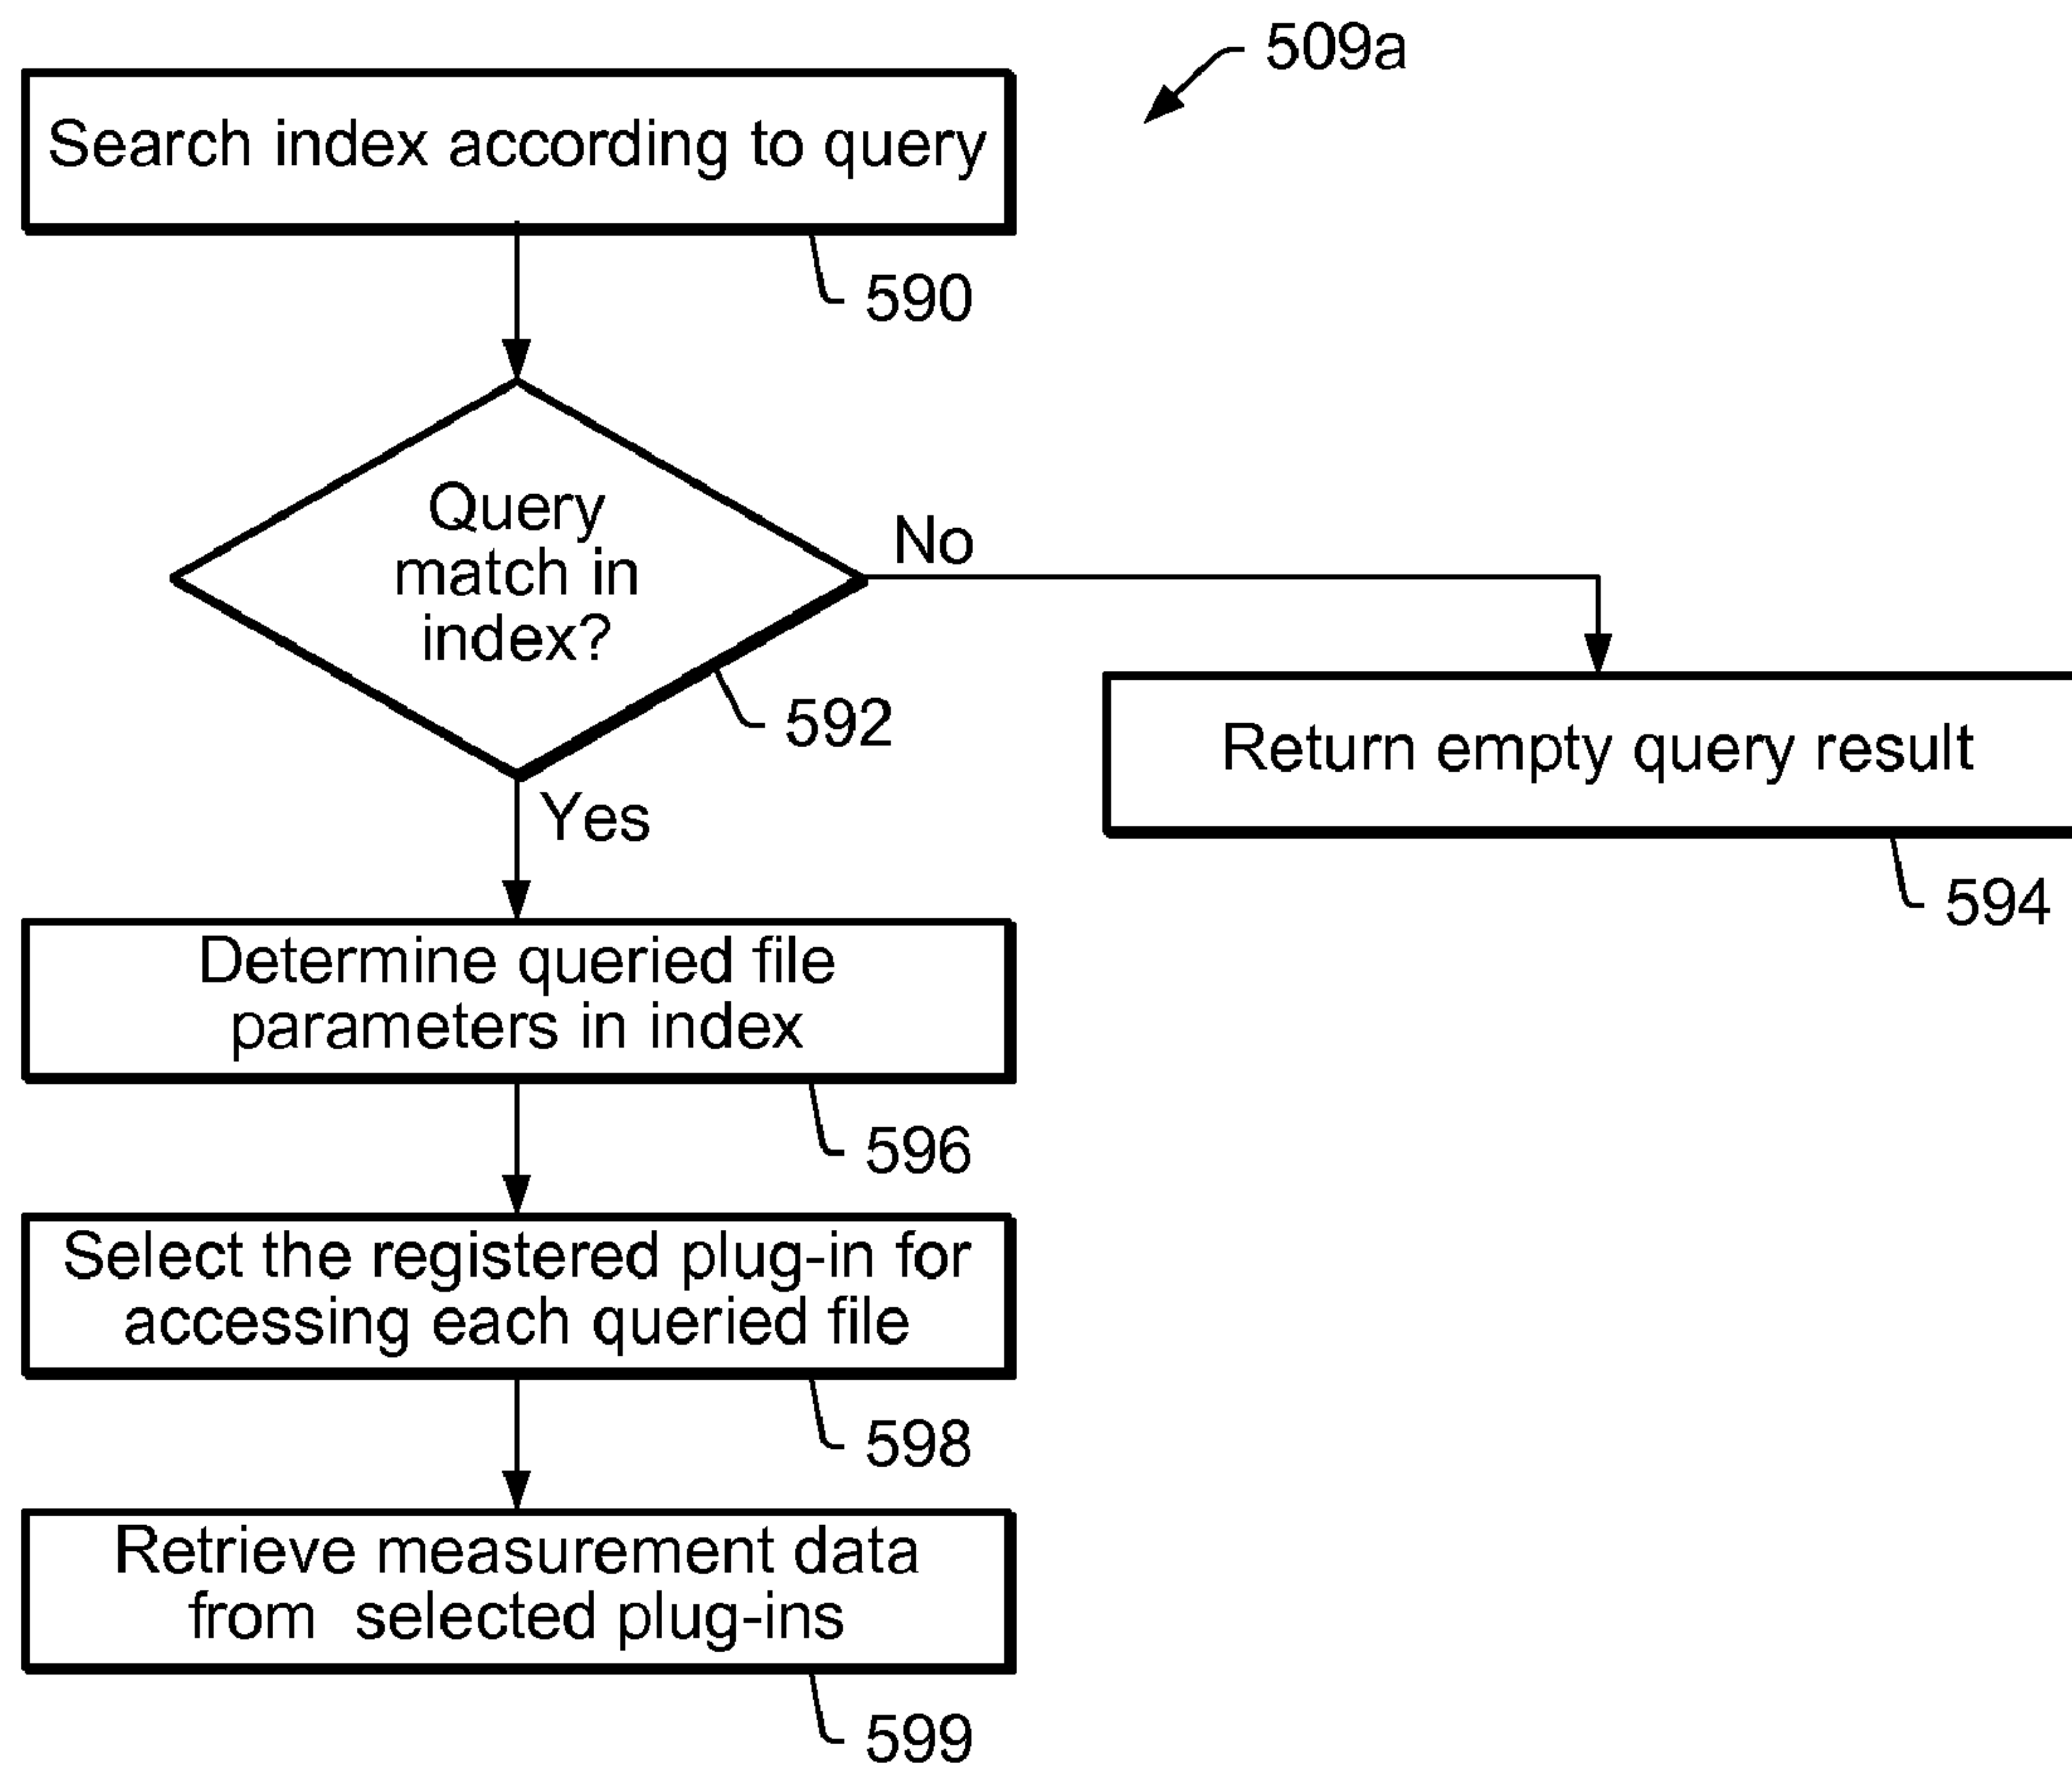 509a
Search index according to query
590
Query
match in
index?
No
592
Return empty query result
594
Yes
Determine queried file
parameters in index
596
Select the registered plug-in for
accessing each queried file
598
Retrieve measurement data
from selected plug-ins
599